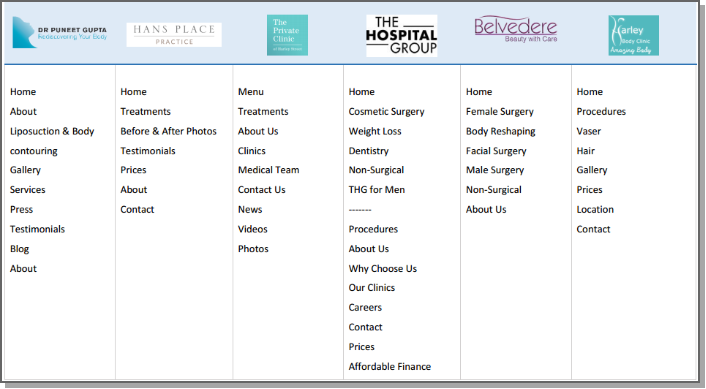 DR PUNEET GUPTA
Rediscovering Your Body
HANS PLACE
PRACTICE
The
Private
Clinic
THE
HOSPITAL
GROUP
Belvedere
Beauty with Care
Harley
Body Clinic
Amazing Body
Home
About
Liposuction & Body
contouring
Gallery
Services
Press
Testimonials
Blog
About
Home
Treatments
Before & After Photos
Testimonials
Prices
About
Contact
Menu
Treatments
About Us
Clinics
Medical Team
Contact Us
News
Videos
Photos
Home
Cosmetic Surgery
Weight Loss
Dentistry
Non-Surgical
THG for Men
-------
Procedures
About Us
Why Choose Us
Our Clinics
Careers
Contact
Prices
Affordable Finance
Home
Female Surgery
Body Reshaping
Facial Surgery
Male Surgery
Non-Surgical
About Us
Home
Procedures
Vaser
Hair
Gallery
Prices
Location
Contact